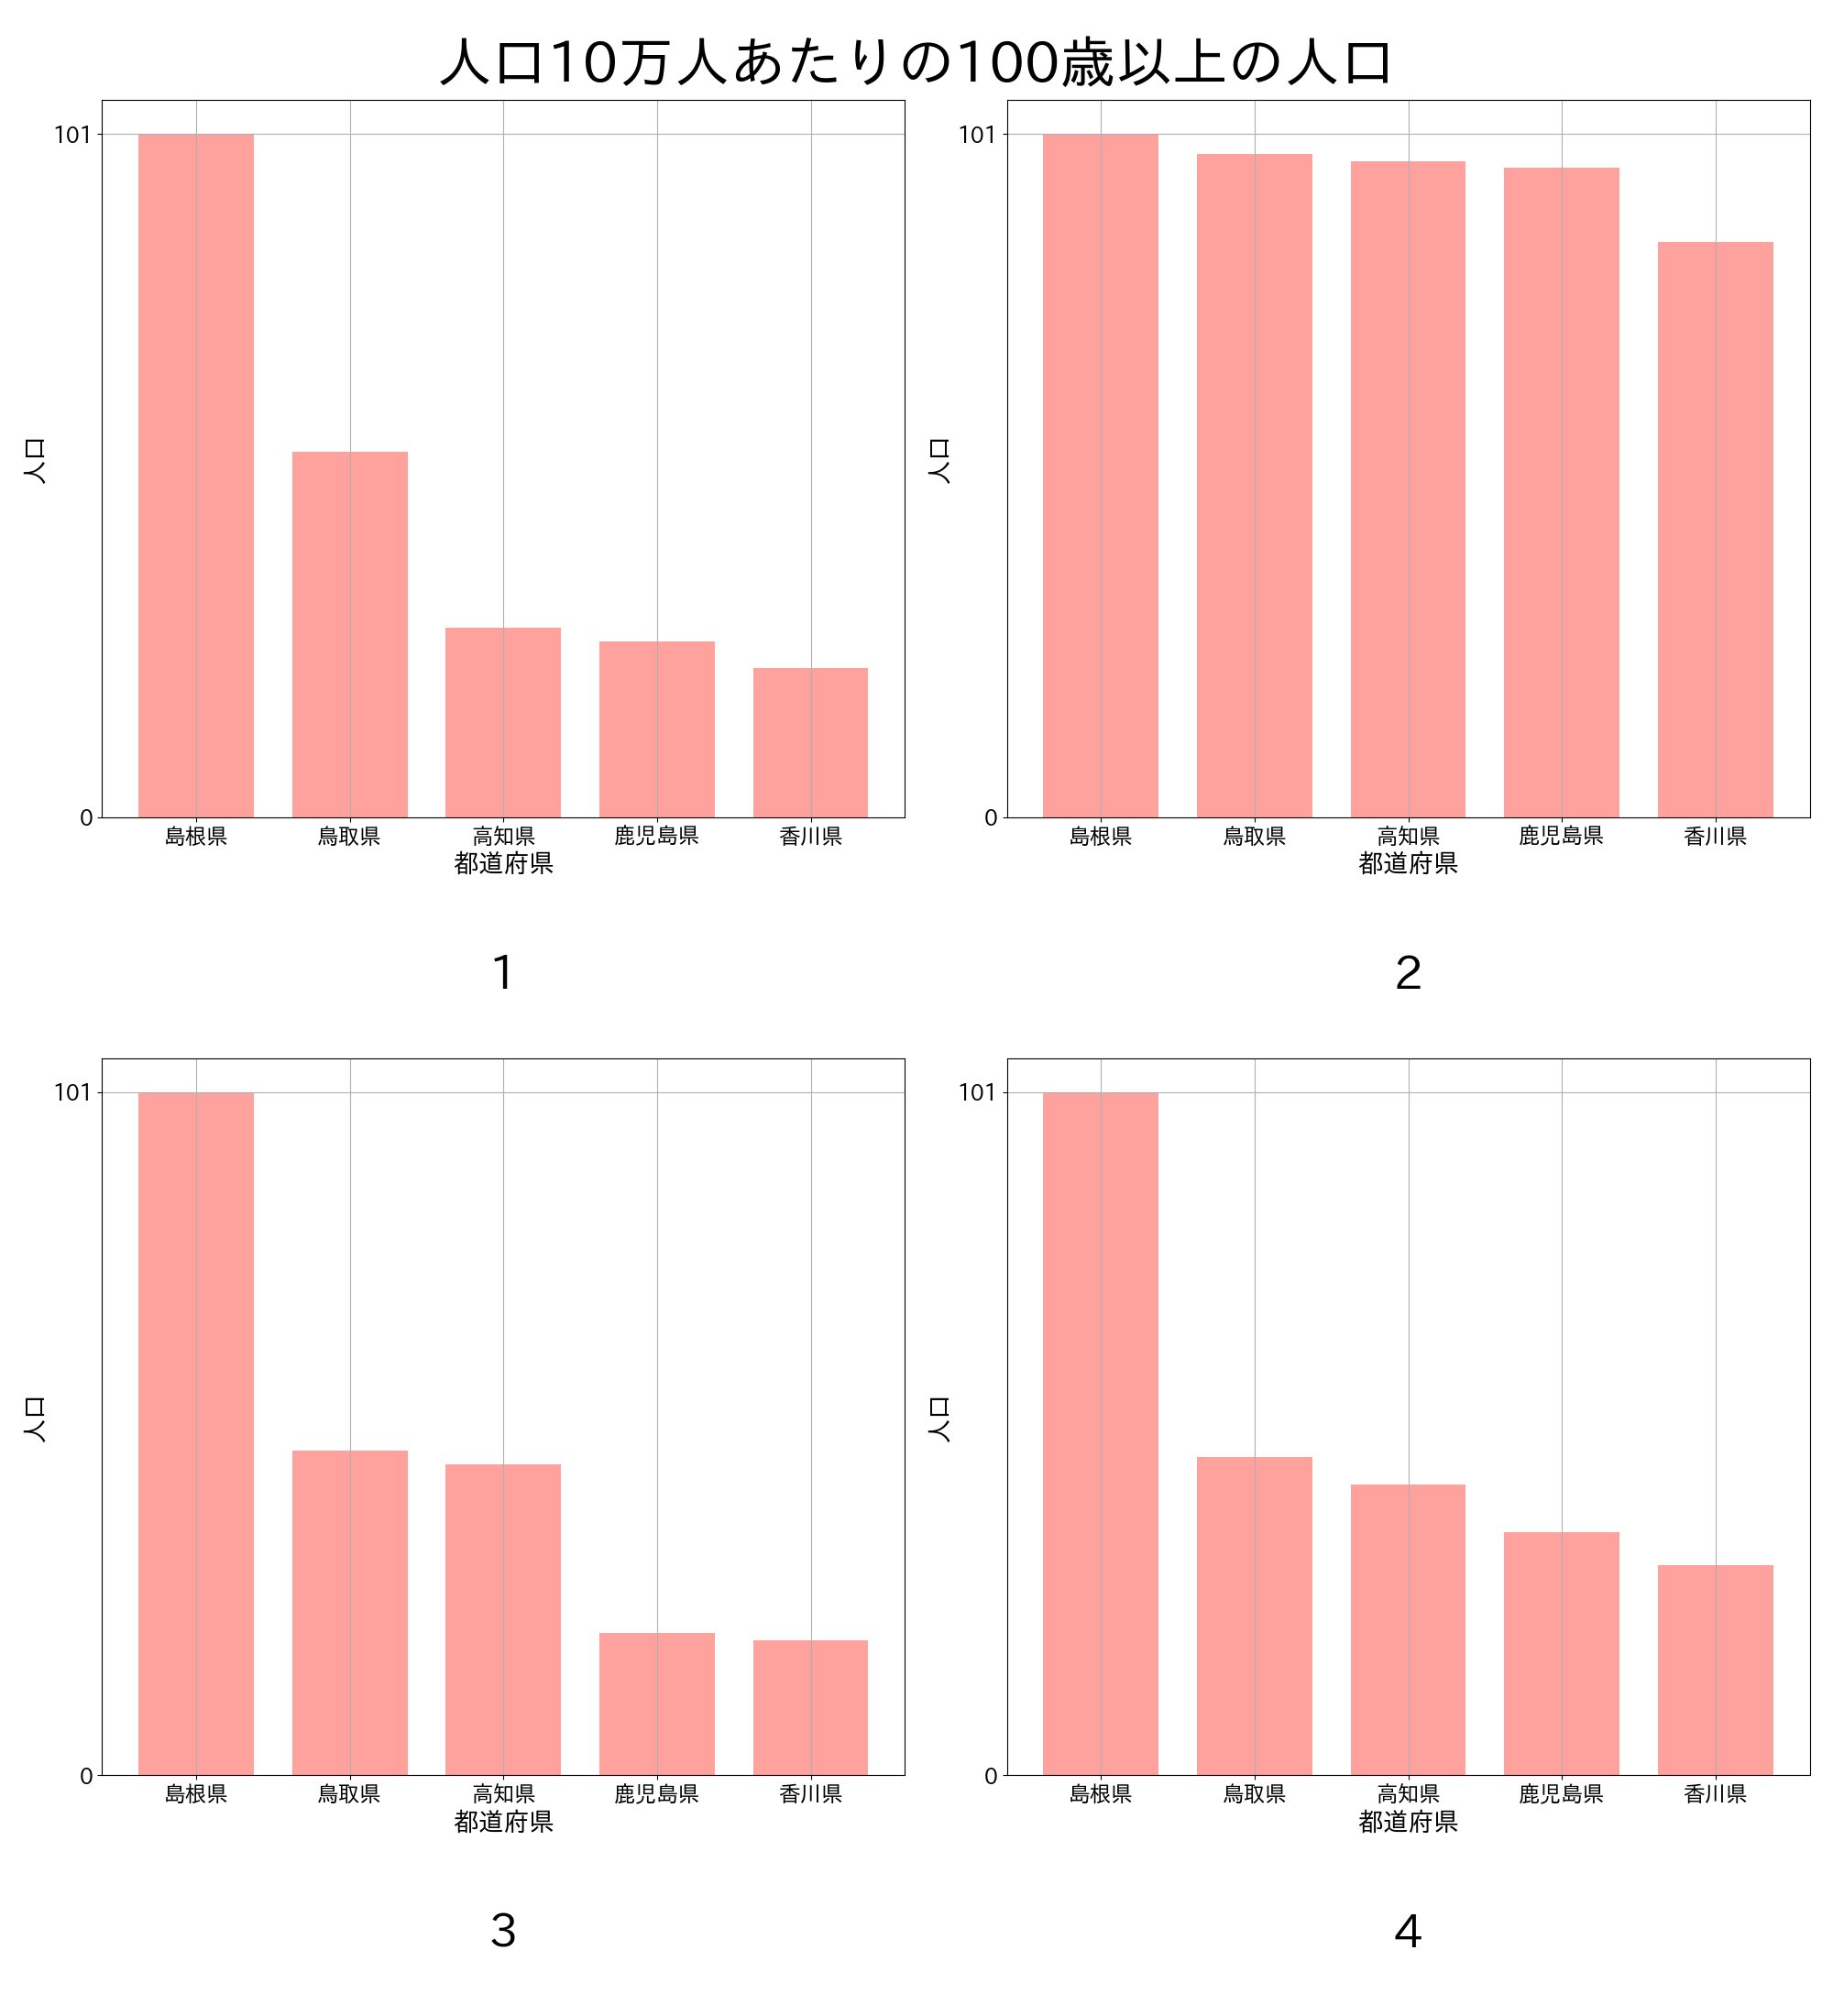 人口10万人あたりの100歳以上の人口
101
人口
0
島根県 鳥取県 高知県 鹿児島県 香川県
都道府県
1
101
人口
0
島根県 鳥取県 高知県 鹿児島県 香川県
都道府県
2
101
人口
0
島根県 鳥取県 高知県 鹿児島県 香川県
都道府県
3
101
人口
0
島根県 鳥取県 高知県 鹿児島県 香川県
都道府県
4